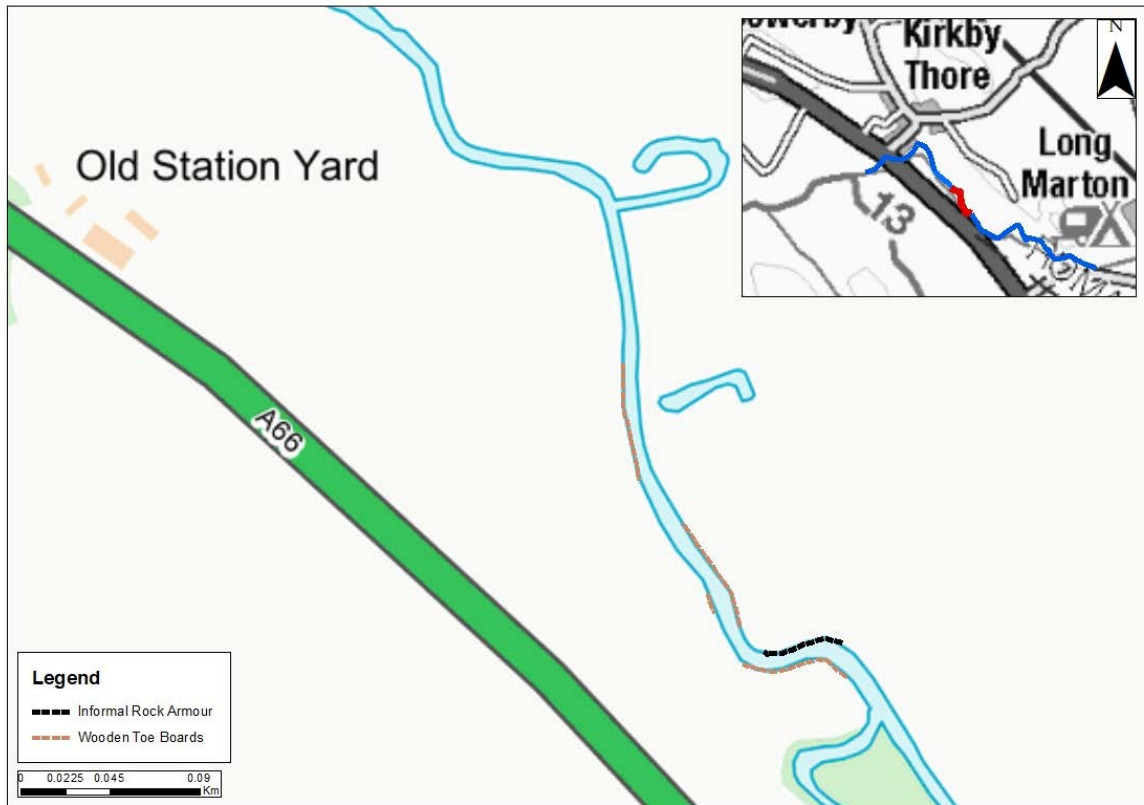 Old Station Yard
A66
Kirkby
Thore
Long
Marton
13
N
Legend
Informal Rock Armour
Wooden Toe Boards
0 0.0225 0.045 0.09
Km